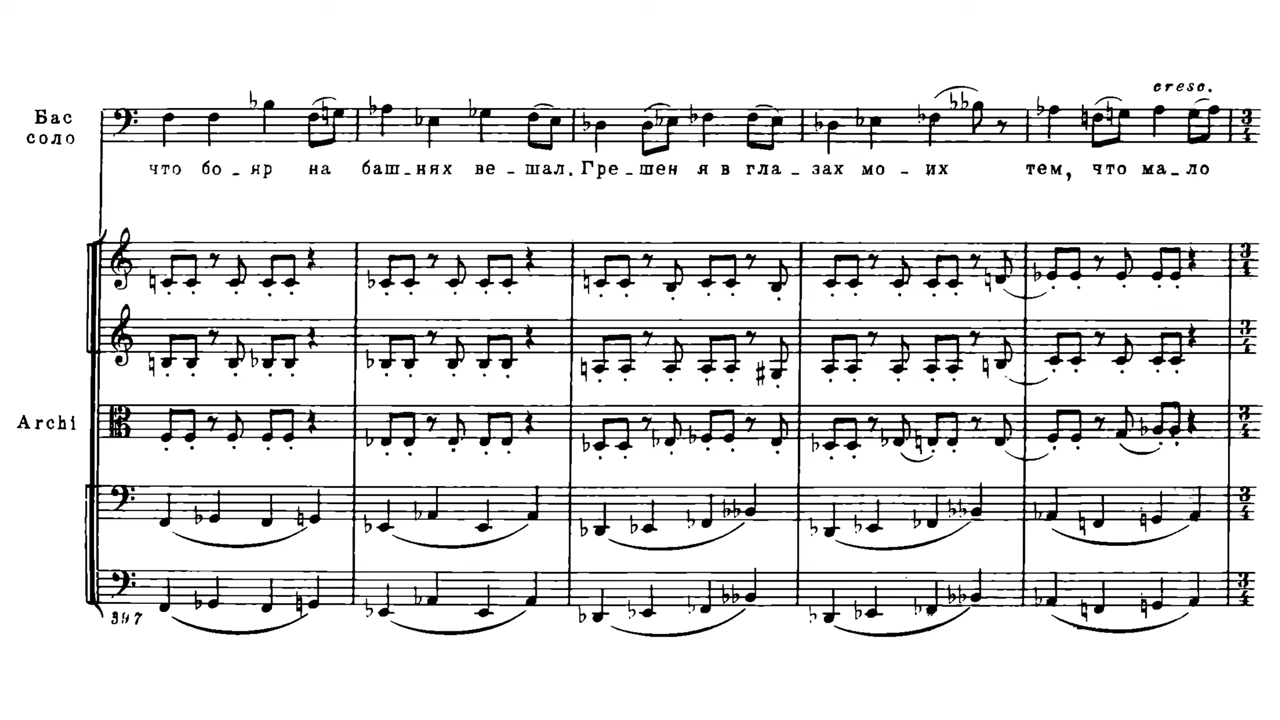 cresc.
Бас
соло
что бо-яр на баш-нях ве-шал. Гре-шен я в гла-зах мо-их тем, что ма-ло
Archi
397